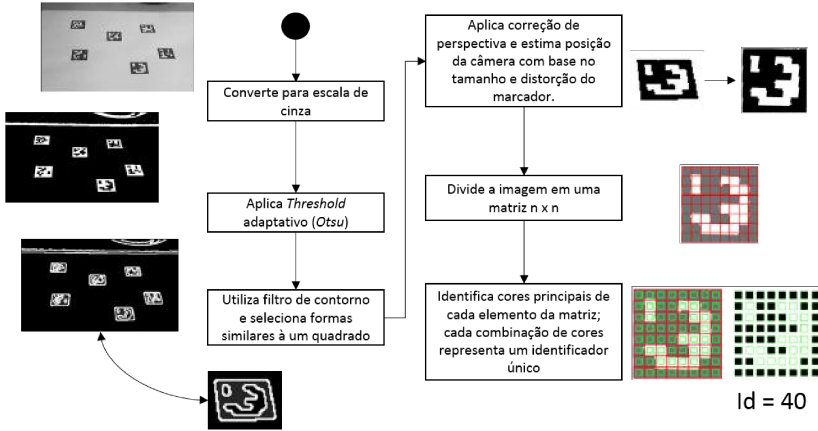 Converte para escala de
cinza
Aplica Threshold
adaptativo (Otsu)
Utiliza filtro de contorno
e seleciona formas
similares à um quadrado
Aplica correção de
perspectiva e estima posição
da câmera com base no
tamanho e distorção do
marcador.
Divide a imagem em uma
matriz n x n
Identifica cores principais de
cada elemento da matriz;
cada combinação de cores
representa um identificador
único
Id = 40